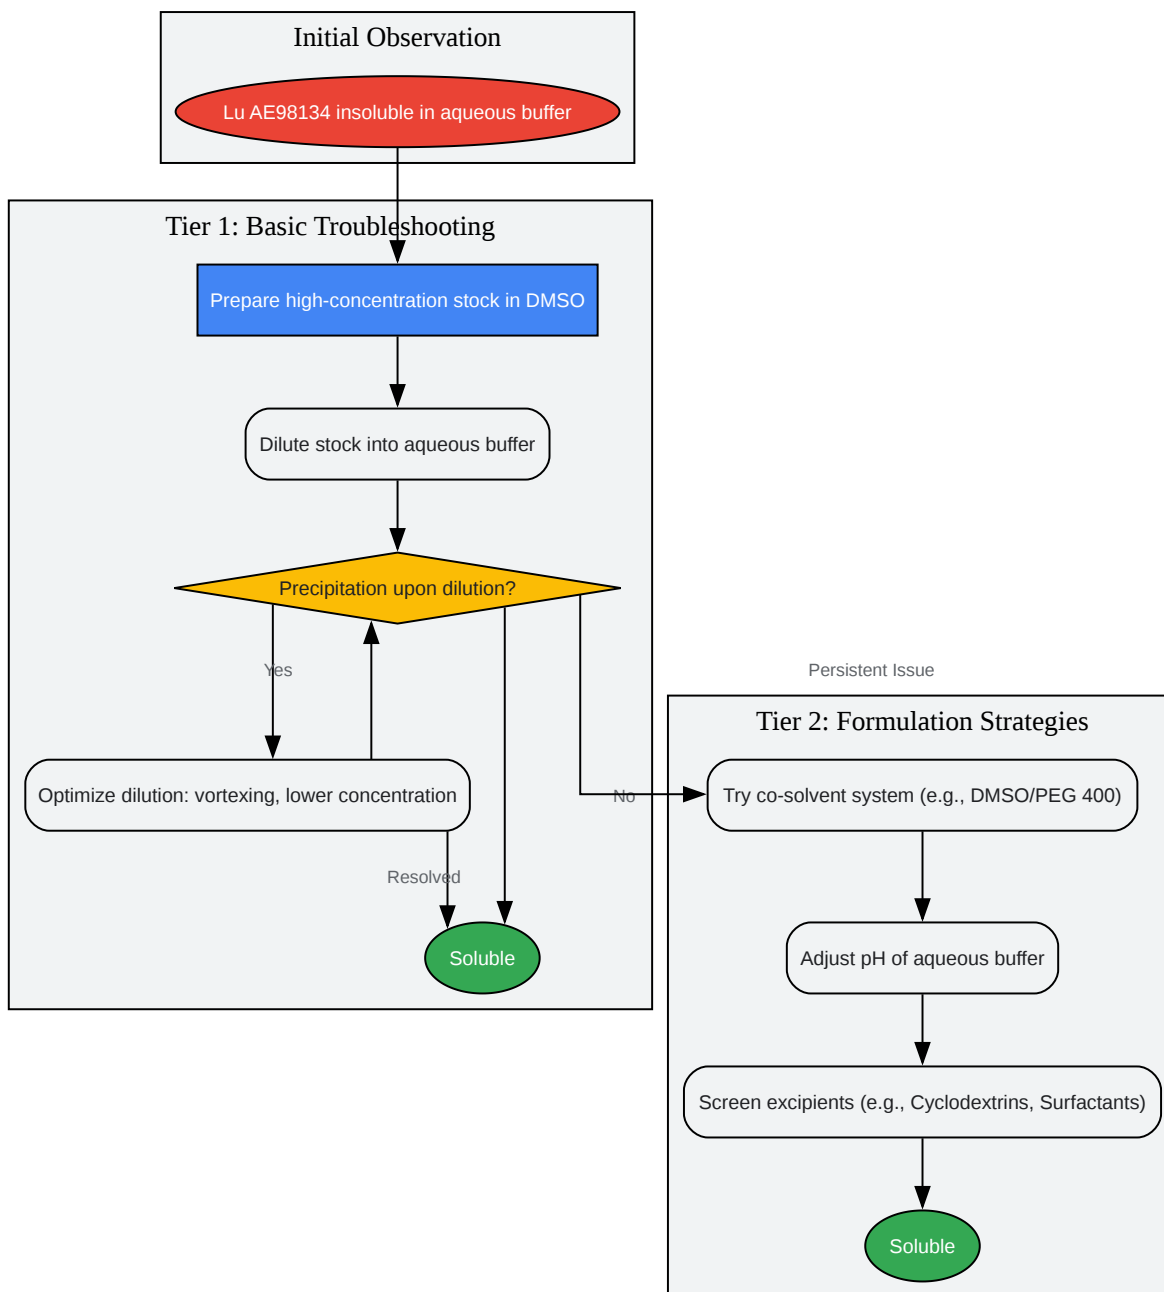 Initial Observation
Lu AE98134 insoluble in aqueous buffer
Tier 1: Basic Troubleshooting
Prepare high-concentration stock in DMSO
Dilute stock into aqueous buffer
Precipitation upon dilution?
Yes
Persistent Issue
Tier 2: Formulation Strategies
Optimize dilution: vortexing, lower concentration
No
Try co-solvent system (e.g., DMSO/PEG 400)
Resolved
Soluble
Adjust pH of aqueous buffer
Screen excipients (e.g., Cyclodextrins, Surfactants)
Soluble